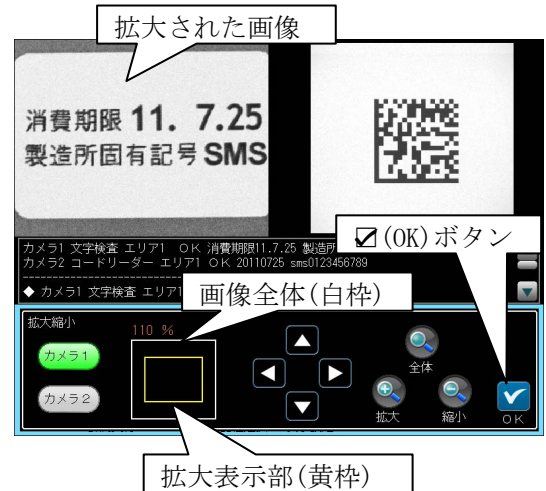 拡大された画像
消費期限 11. 7.25
製造所固有記号 SMS
カメラ1 文字検査 エリア1 OK 消費期限11.7.25 製造所
カメラ2 コードリーダー エリア1 OK 20110725 sms0123456789
--------------------------------
◆ カメラ1 文字検査 エリア1
☑(OK)ボタン
画像全体(白枠)
拡大縮小
110 %
カメラ1
カメラ2
全体
拡大
縮小
OK
拡大表示部(黄枠)